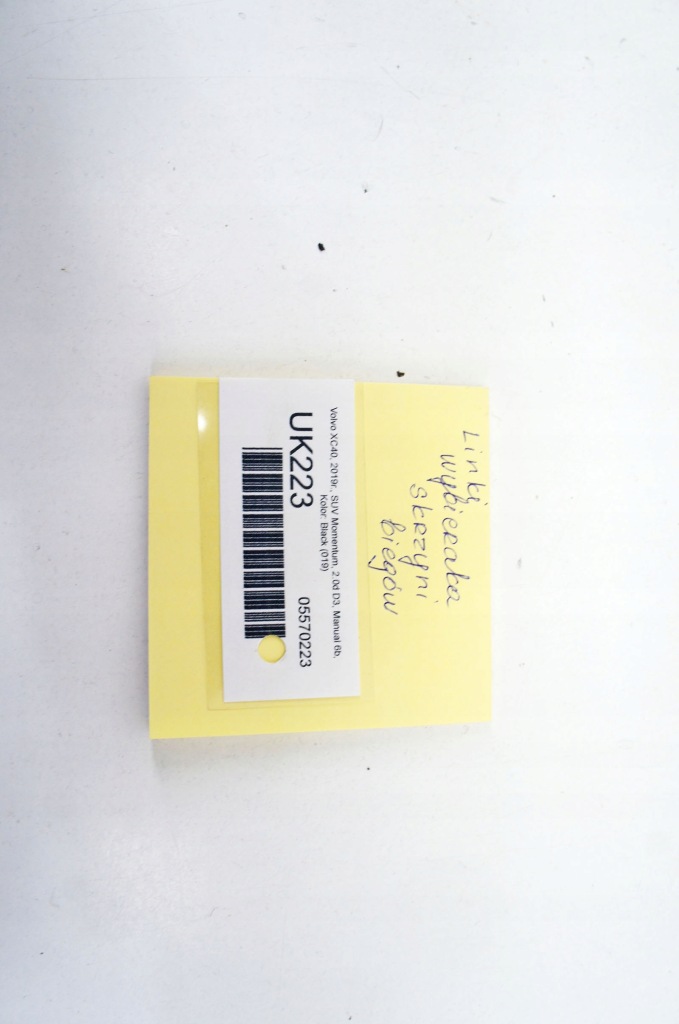 Linki
wybieraka
skrzyni
biegów
Volvo XC40, 2019r., SUV Momentum, 2.0d D3, Manual 6b,
Kolor: Black (019)
UK223
05570223